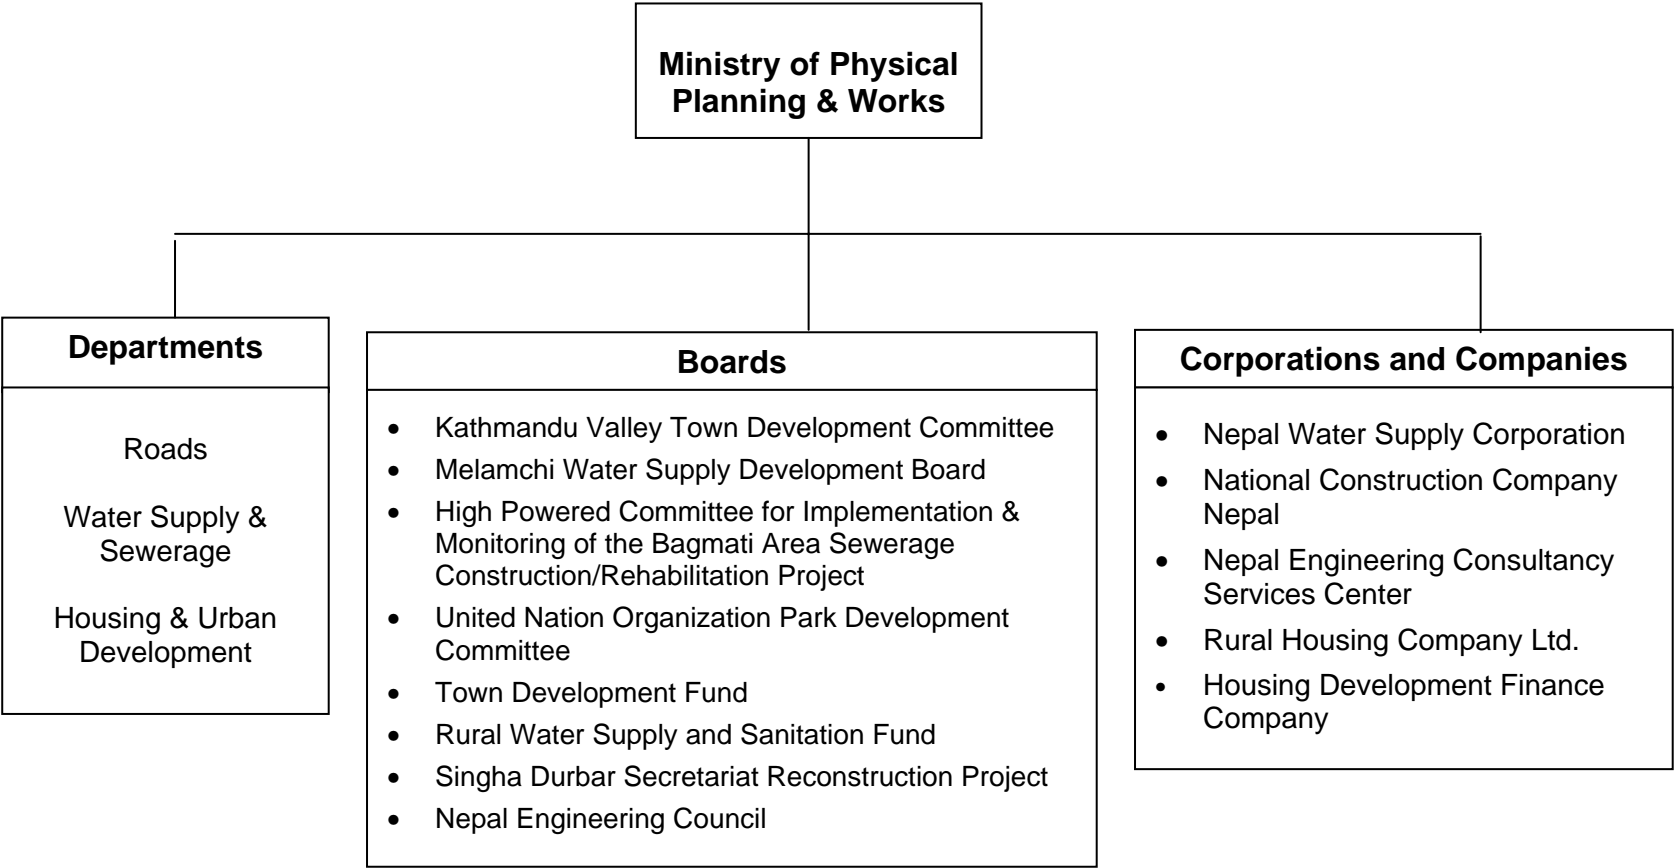 Ministry of Physical
Planning & Works
Departments
Roads
Water Supply &
Sewerage
Housing & Urban
Development
Boards
• Kathmandu Valley Town Development Committee
• Melamchi Water Supply Development Board
• High Powered Committee for Implementation &
Monitoring of the Bagmati Area Sewerage
Construction/Rehabilitation Project
• United Nation Organization Park Development
Committee
• Town Development Fund
• Rural Water Supply and Sanitation Fund
• Singha Durbar Secretariat Reconstruction Project
• Nepal Engineering Council
Corporations and Companies
• Nepal Water Supply Corporation
• National Construction Company
Nepal
• Nepal Engineering Consultancy
Services Center
• Rural Housing Company Ltd.
• Housing Development Finance
Company